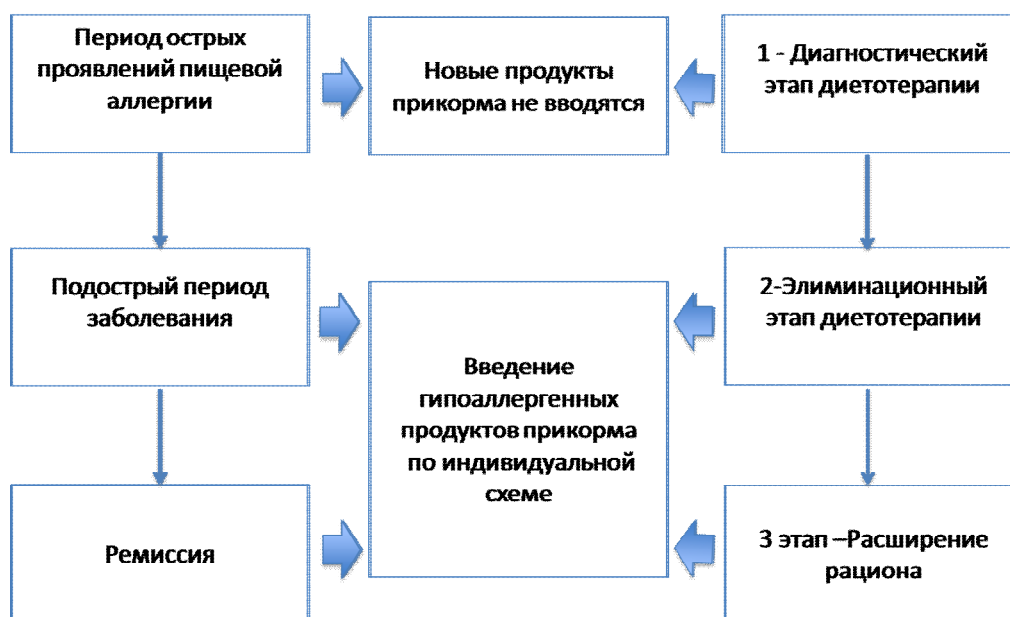 Период острых
проявлений пищевой
аллергии
Новые продукты
прикорма не вводятся
1 - Диагностический
этап диетотерапии
Подострый период
заболевания
2-Элиминационный
этап диетотерапии
Введение
гипоаллергенных
продуктов прикорма
по индивидуальной
схеме
Ремиссия
3 этап –Расширение
рациона